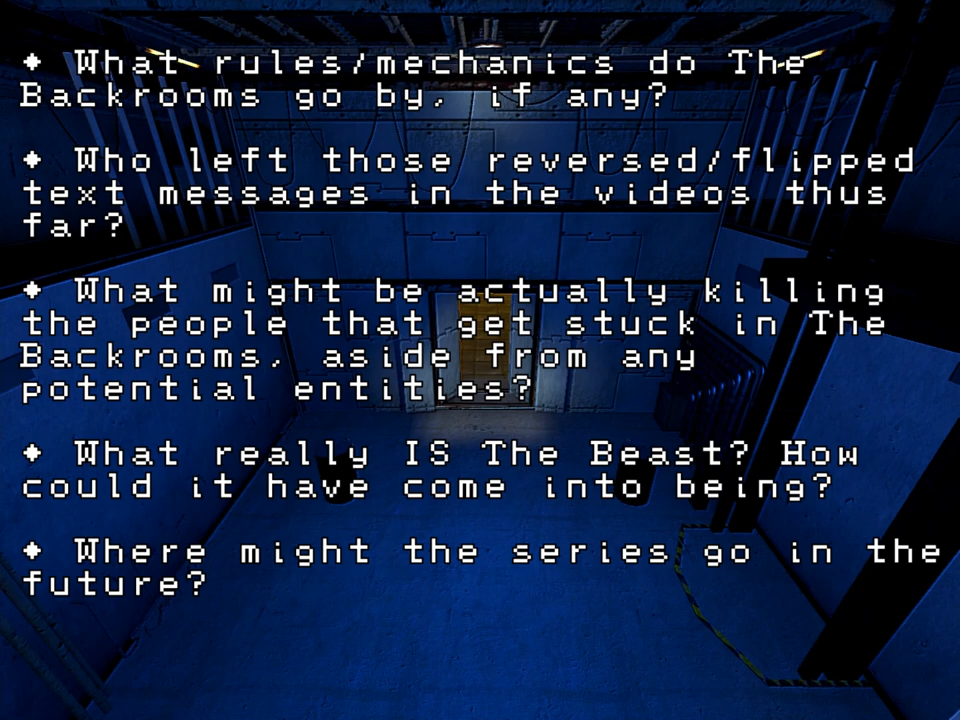 • What rules/mechanics do The
Backrooms go by, if any?
• Who left those reversed/flipped
text messages in the videos thus
far?
• What might be actually killing
the people that get stuck in The
Backrooms, aside from any
potential entities?
• What really IS The Beast? How
could it have come into being?
• Where might the series go in the
future?